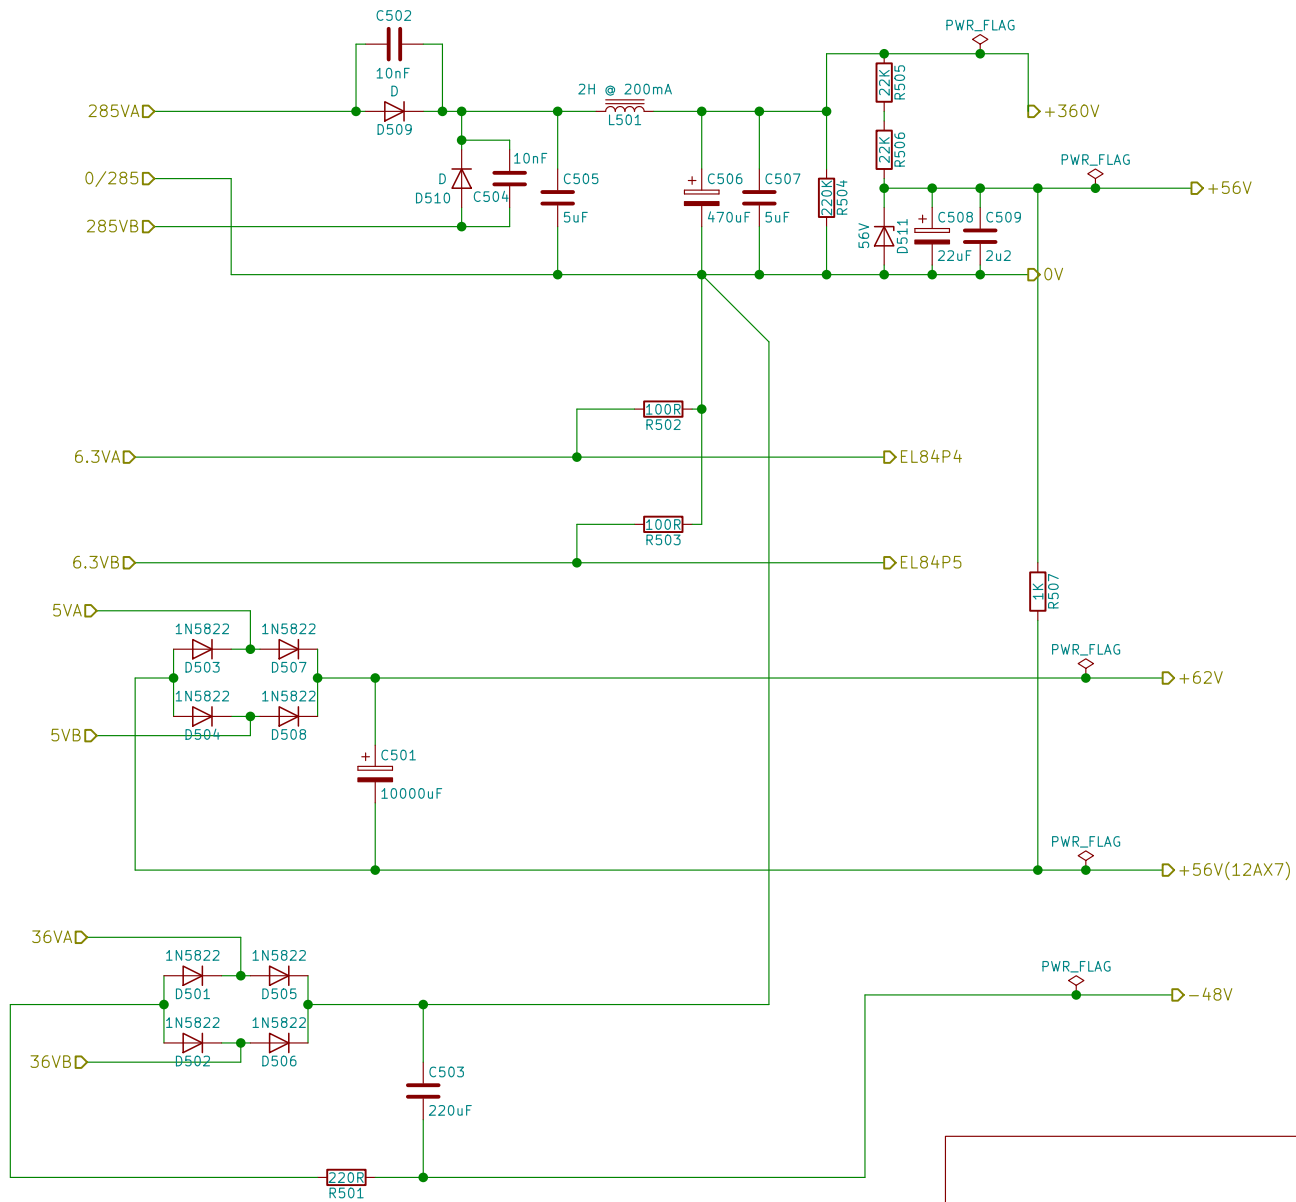 C502
10nF
D
D509
285VA
0/285
285VB
D
D510
10nF
C504
C505
5uF
2H @ 200mA
L501
C506
470uF
C507
5uF
220K
R504
PWR_FLAG
22K
R505
22K
R506
+360V
PWR_FLAG
+56V
56V
D511
C508
22uF
C509
2u2
0V
100R
R502
6.3VA
EL84P4
100R
R503
6.3VB
EL84P5
1K
R507
5VA
1N5822
D503
1N5822
D507
1N5822
D504
1N5822
D508
5VB
PWR_FLAG
+62V
C501
10000uF
PWR_FLAG
+56V(12AX7)
36VA
1N5822
D501
1N5822
D505
1N5822
D502
1N5822
D506
36VB
PWR_FLAG
-48V
C503
220uF
220R
R501